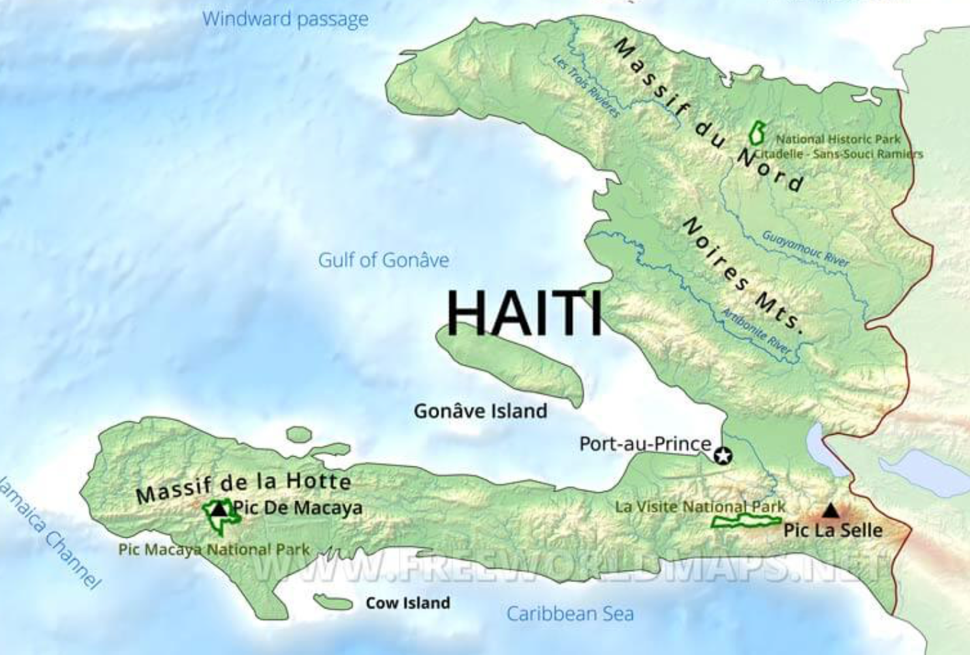 Windward passage
Massif du Nord
Les Trois Rivières
National Historic Park
Citadelle - Sans-Souci Ramiers
Noires Mts.
Guayamouc River
Gulf of Gonâve
HAITI
Artibonite River
Gonâve Island
Port-au-Prince
Massif de la Hotte
Pic De Macaya
La Visite National Park
Pic La Selle
Pic Macaya National Park
Jamaica Channel
WWW.FREEWORLDMAPS.NET
Cow Island
Caribbean Sea